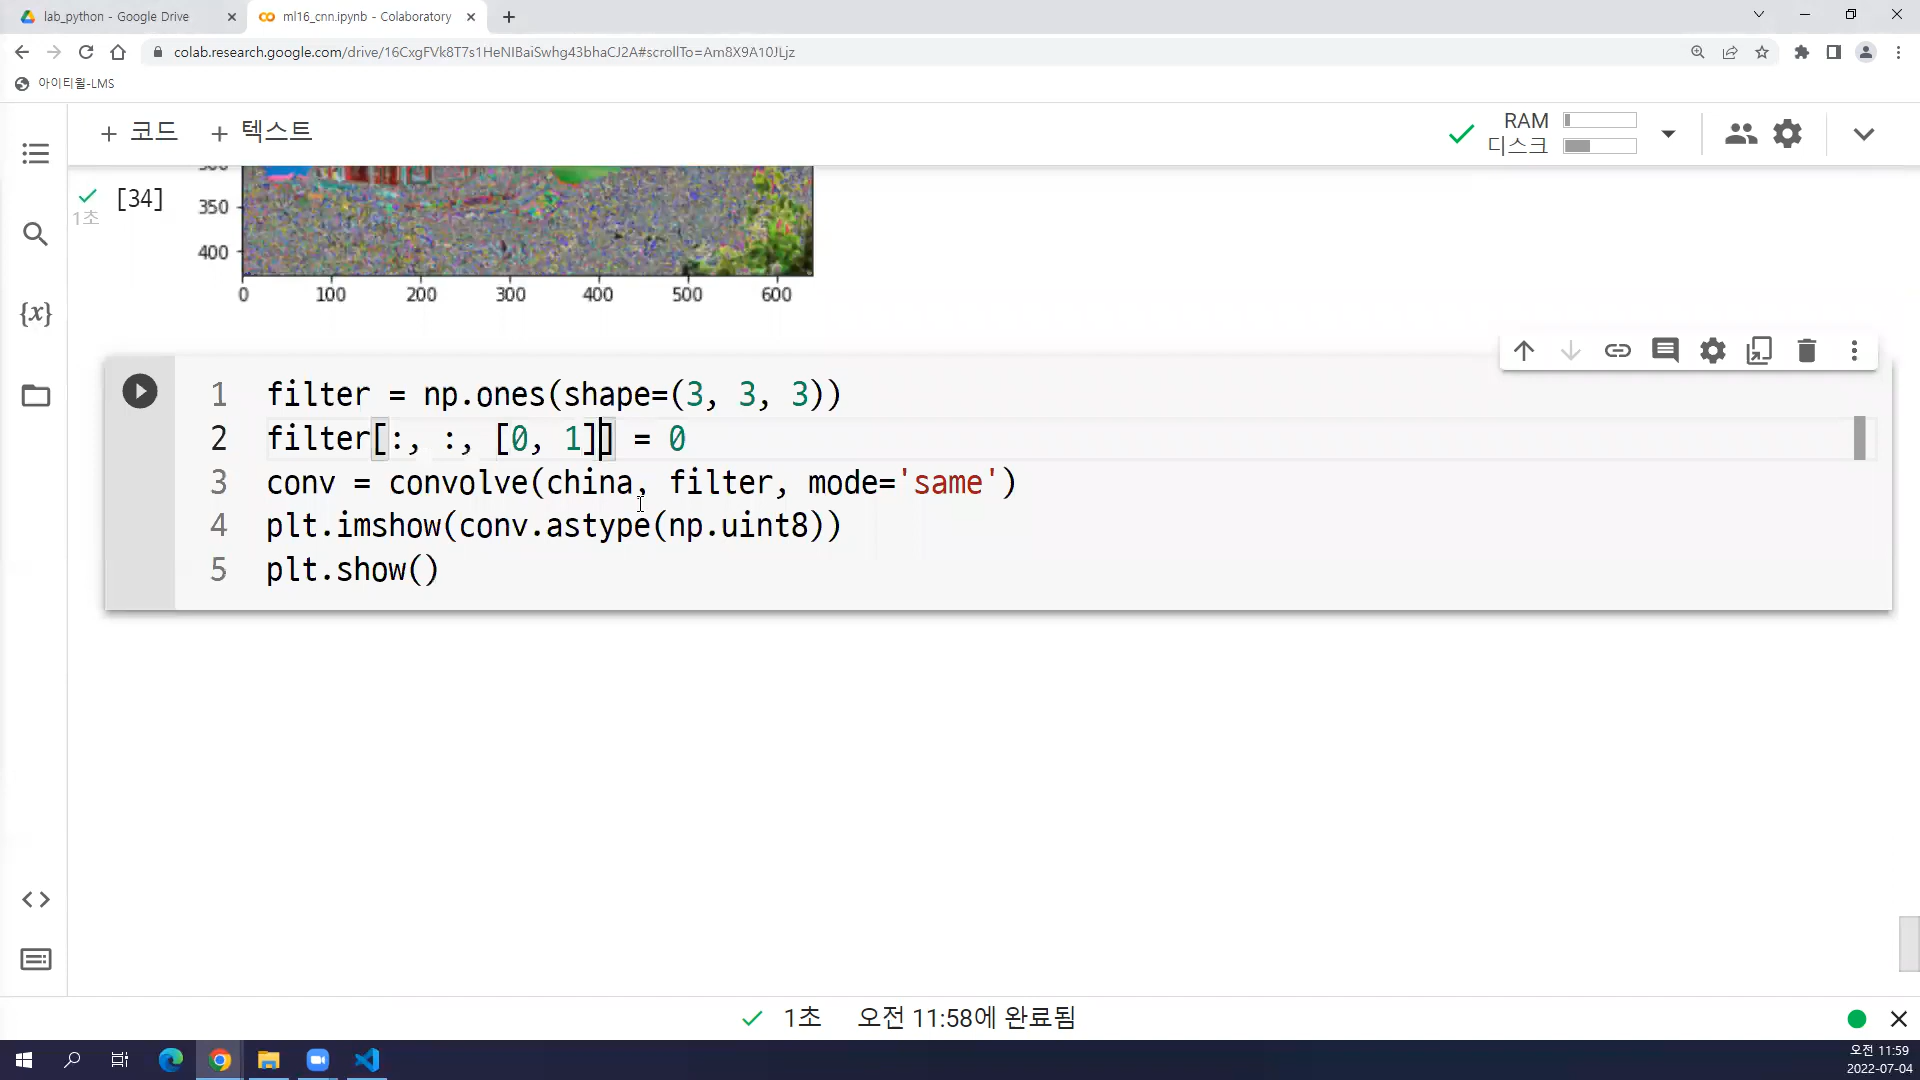 lab_python - Google Drive
ml16_cnn.ipynb - Colaboratory
colab.research.google.com/drive/16CxgFVk8T7s1HeNIBaiSwhg43bhaCJ2A#scrollTo=Am8X9A10JLjz
아이티윌-LMS
+ 코드 + 텍스트
RAM
디스크
[34]
1초
350
400
0 100 200 300 400 500 600
1 filter = np.ones(shape=(3, 3, 3))
2 filter[:, :, [0, 1]] = 0
3 conv = convolve(china, filter, mode='same')
4 plt.imshow(conv.astype(np.uint8))
5 plt.show()
{x}
1초 오전 11:58에 완료됨
오전 11:59
2022-07-04